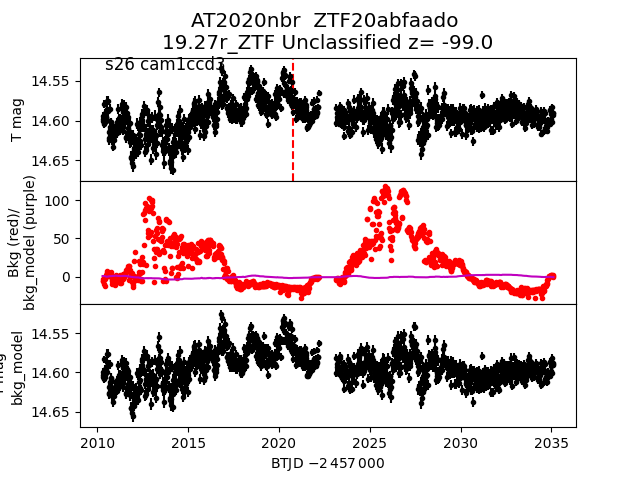 AT2020nbr ZTF20abfaado
19.27r_ZTF Unclassified z= -99.0
s26 cam1ccd3
14.55
14.60
14.65
T mag
100
50
0
Bkg (red)/
bkg_model (purple)
14.55
14.60
14.65
mag
bkg_model
2010 2015 2020 2025 2030 2035
BTJD −2 457 000